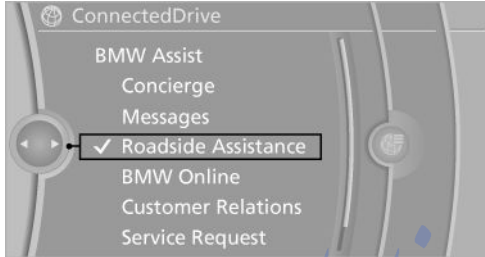 ConnectedDrive
BMW Assist
Concierge
Messages
Roadside Assistance
BMW Online
Customer Relations
Service Request